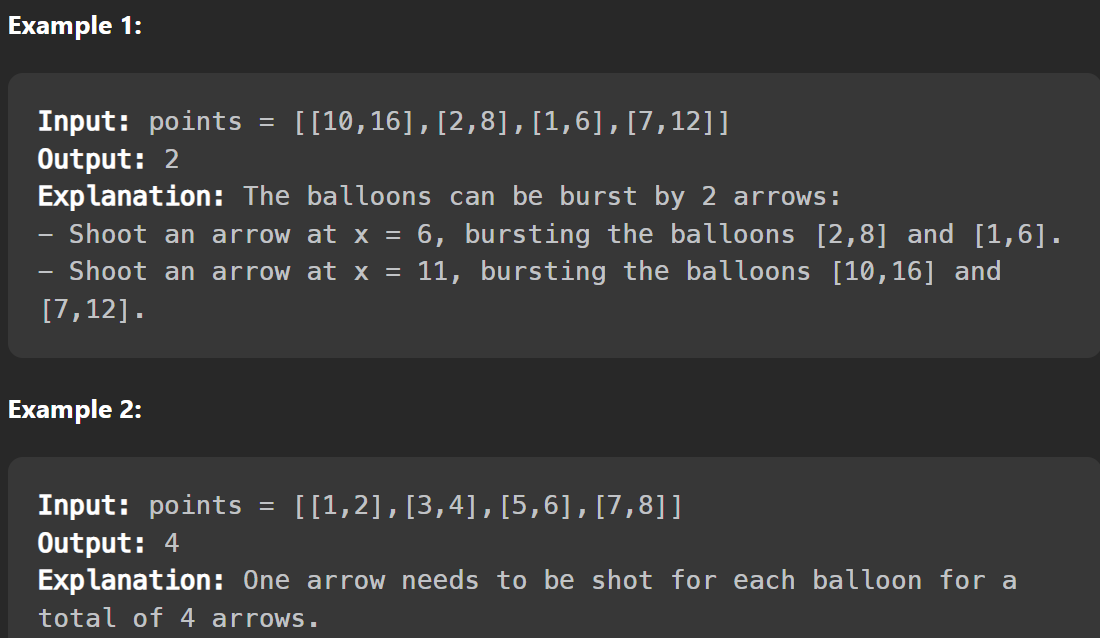 Example 1:
Input: points = [[10,16],[2,8],[1,6],[7,12]]
Output: 2
Explanation: The balloons can be burst by 2 arrows:
– Shoot an arrow at x = 6, bursting the balloons [2,8] and [1,6].
– Shoot an arrow at x = 11, bursting the balloons [10,16] and
[7,12].
Example 2:
Input: points = [[1,2],[3,4],[5,6],[7,8]]
Output: 4
Explanation: One arrow needs to be shot for each balloon for a
total of 4 arrows.